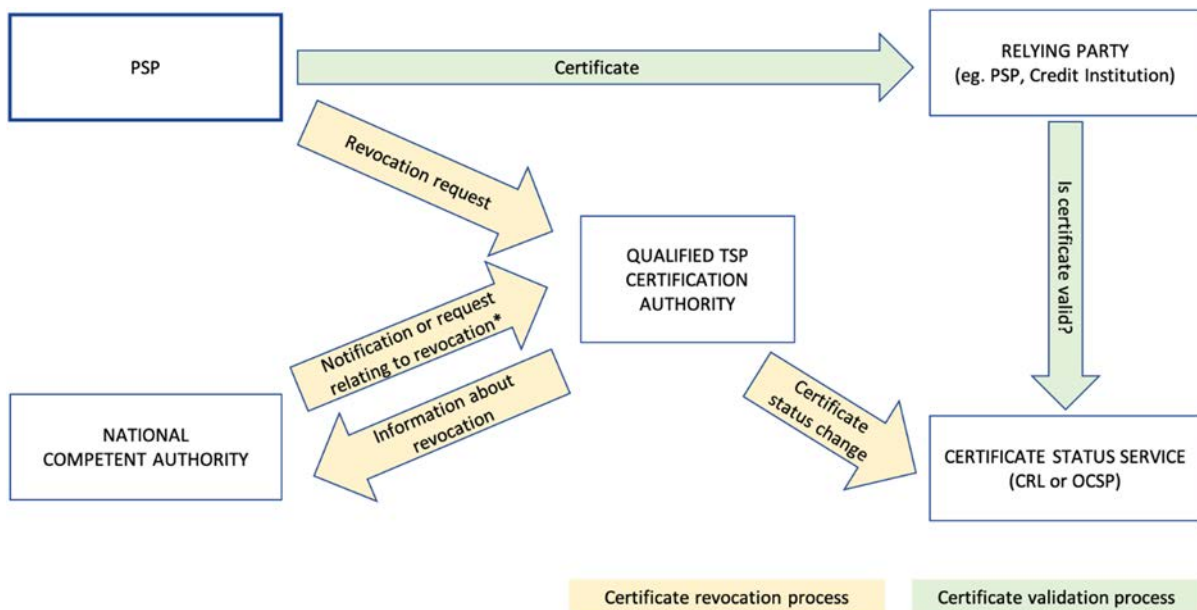 PSP
Certificate
RELYING PARTY
(eg. PSP, Credit Institution)
Revocation request
Is certificate valid?
QUALIFIED TSP
CERTIFICATION
AUTHORITY
Notification or request
relating to revocation*
Information about
revocation
NATIONAL
COMPETENT AUTHORITY
Certificate
status change
CERTIFICATE STATUS SERVICE
(CRL or OCSP)
Certificate revocation process
Certificate validation process